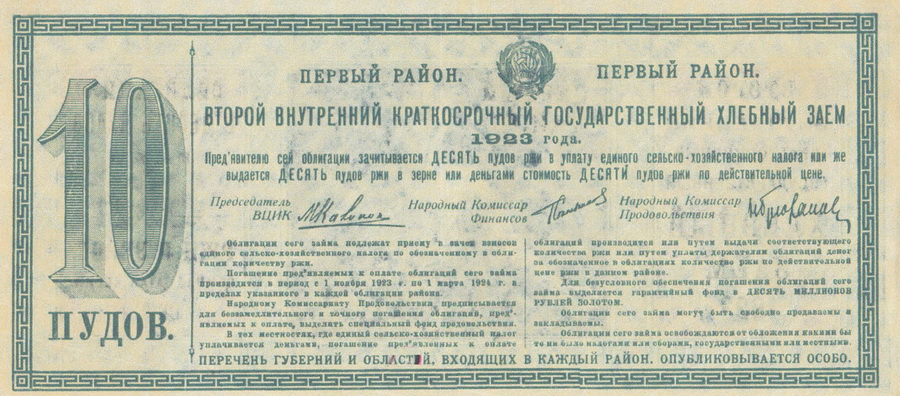 10
ПУДОВ.
ПЕРВЫЙ РАЙОН. ПЕРВЫЙ РАЙОН.
ВТОРОЙ ВНУТРЕННИЙ КРАТКОСРОЧНЫЙ ГОСУДАРСТВЕННЫЙ ХЛЕБНЫЙ ЗАЕМ
1923 года.
Пред'явителю сей облигации зачитывается ДЕСЯТЬ пудов ржи в уплату единого сельско-хозяйственного налога или же
выдается ДЕСЯТЬ пудов ржи в зерне или деньгами стоимость ДЕСЯТИ пудов ржи по действительной цене.
Председатель
ВЦИК
Народный Комиссар
Финансов
Народный Комиссар
Продовольствия
Облигации сего займа подлежат приему в зачет взносов
единого сельско-хозяйственного налога по обозначенному в обли-
гации количеству ржи.
Погашение пред'явленных к оплате облигаций сего займа
производится в период с 1 ноября 1923 г. по 1 марта 1924 г. в
пределах указанного в каждой облигации района.
Народному Комиссариату Продовольствия, предписывается
для беззамедлительного и точного погашения облигаций, пред'-
явленных к оплате, выделять специальный фонд продовольствия.
В тех местностях, где единый сельско-хозяйственный налог
уплачивается деньгами, погашение пред'явленных к оплате
облигаций производится или путем выдачи соответствующего
количества ржи или путем уплаты держателям облигаций денег
за обозначенное в облигациях количество ржи по действительной
цене ржи в данном районе.
Для безусловного обеспечения погашения облигаций сего
займа выделяется гарантийный фонд в ДЕСЯТЬ МИЛЛИОНОВ
РУБЛЕЙ ЗОЛОТОМ.
Облигации сего займа могут быть свободно продаваемы и
закладываемы.
Облигации сего займа освобождаются от обложения какими бы
то ни было налогами или сборами, государственными или местными.
ПЕРЕЧЕНЬ ГУБЕРНИЙ И ОБЛАСТЕЙ, ВХОДЯЩИХ В КАЖДЫЙ РАЙОН, ОПУБЛИКОВЫВАЕТСЯ ОСОБО.